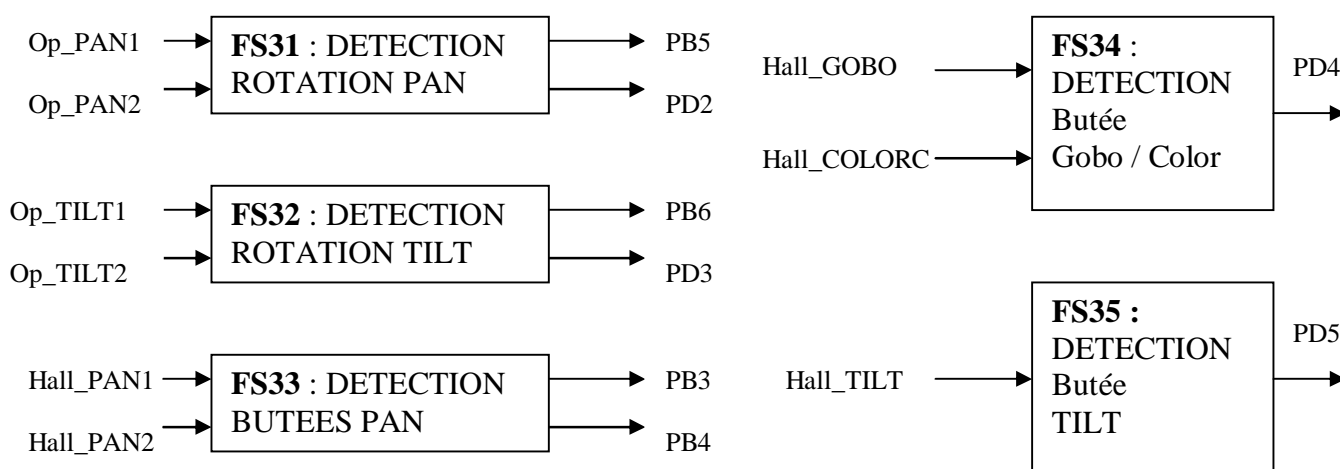 Op_PAN1
Op_PAN2
FS31 : DETECTION
ROTATION PAN
PB5
PD2
Op_TILT1
Op_TILT2
FS32 : DETECTION
ROTATION TILT
PB6
PD3
Hall_PAN1
Hall_PAN2
FS33 : DETECTION
BUTEES PAN
PB3
PB4
Hall_GOBO
Hall_COLORC
FS34 :
DETECTION
Butée
Gobo / Color
PD4
Hall_TILT
FS35 :
DETECTION
Butée
TILT
PD5